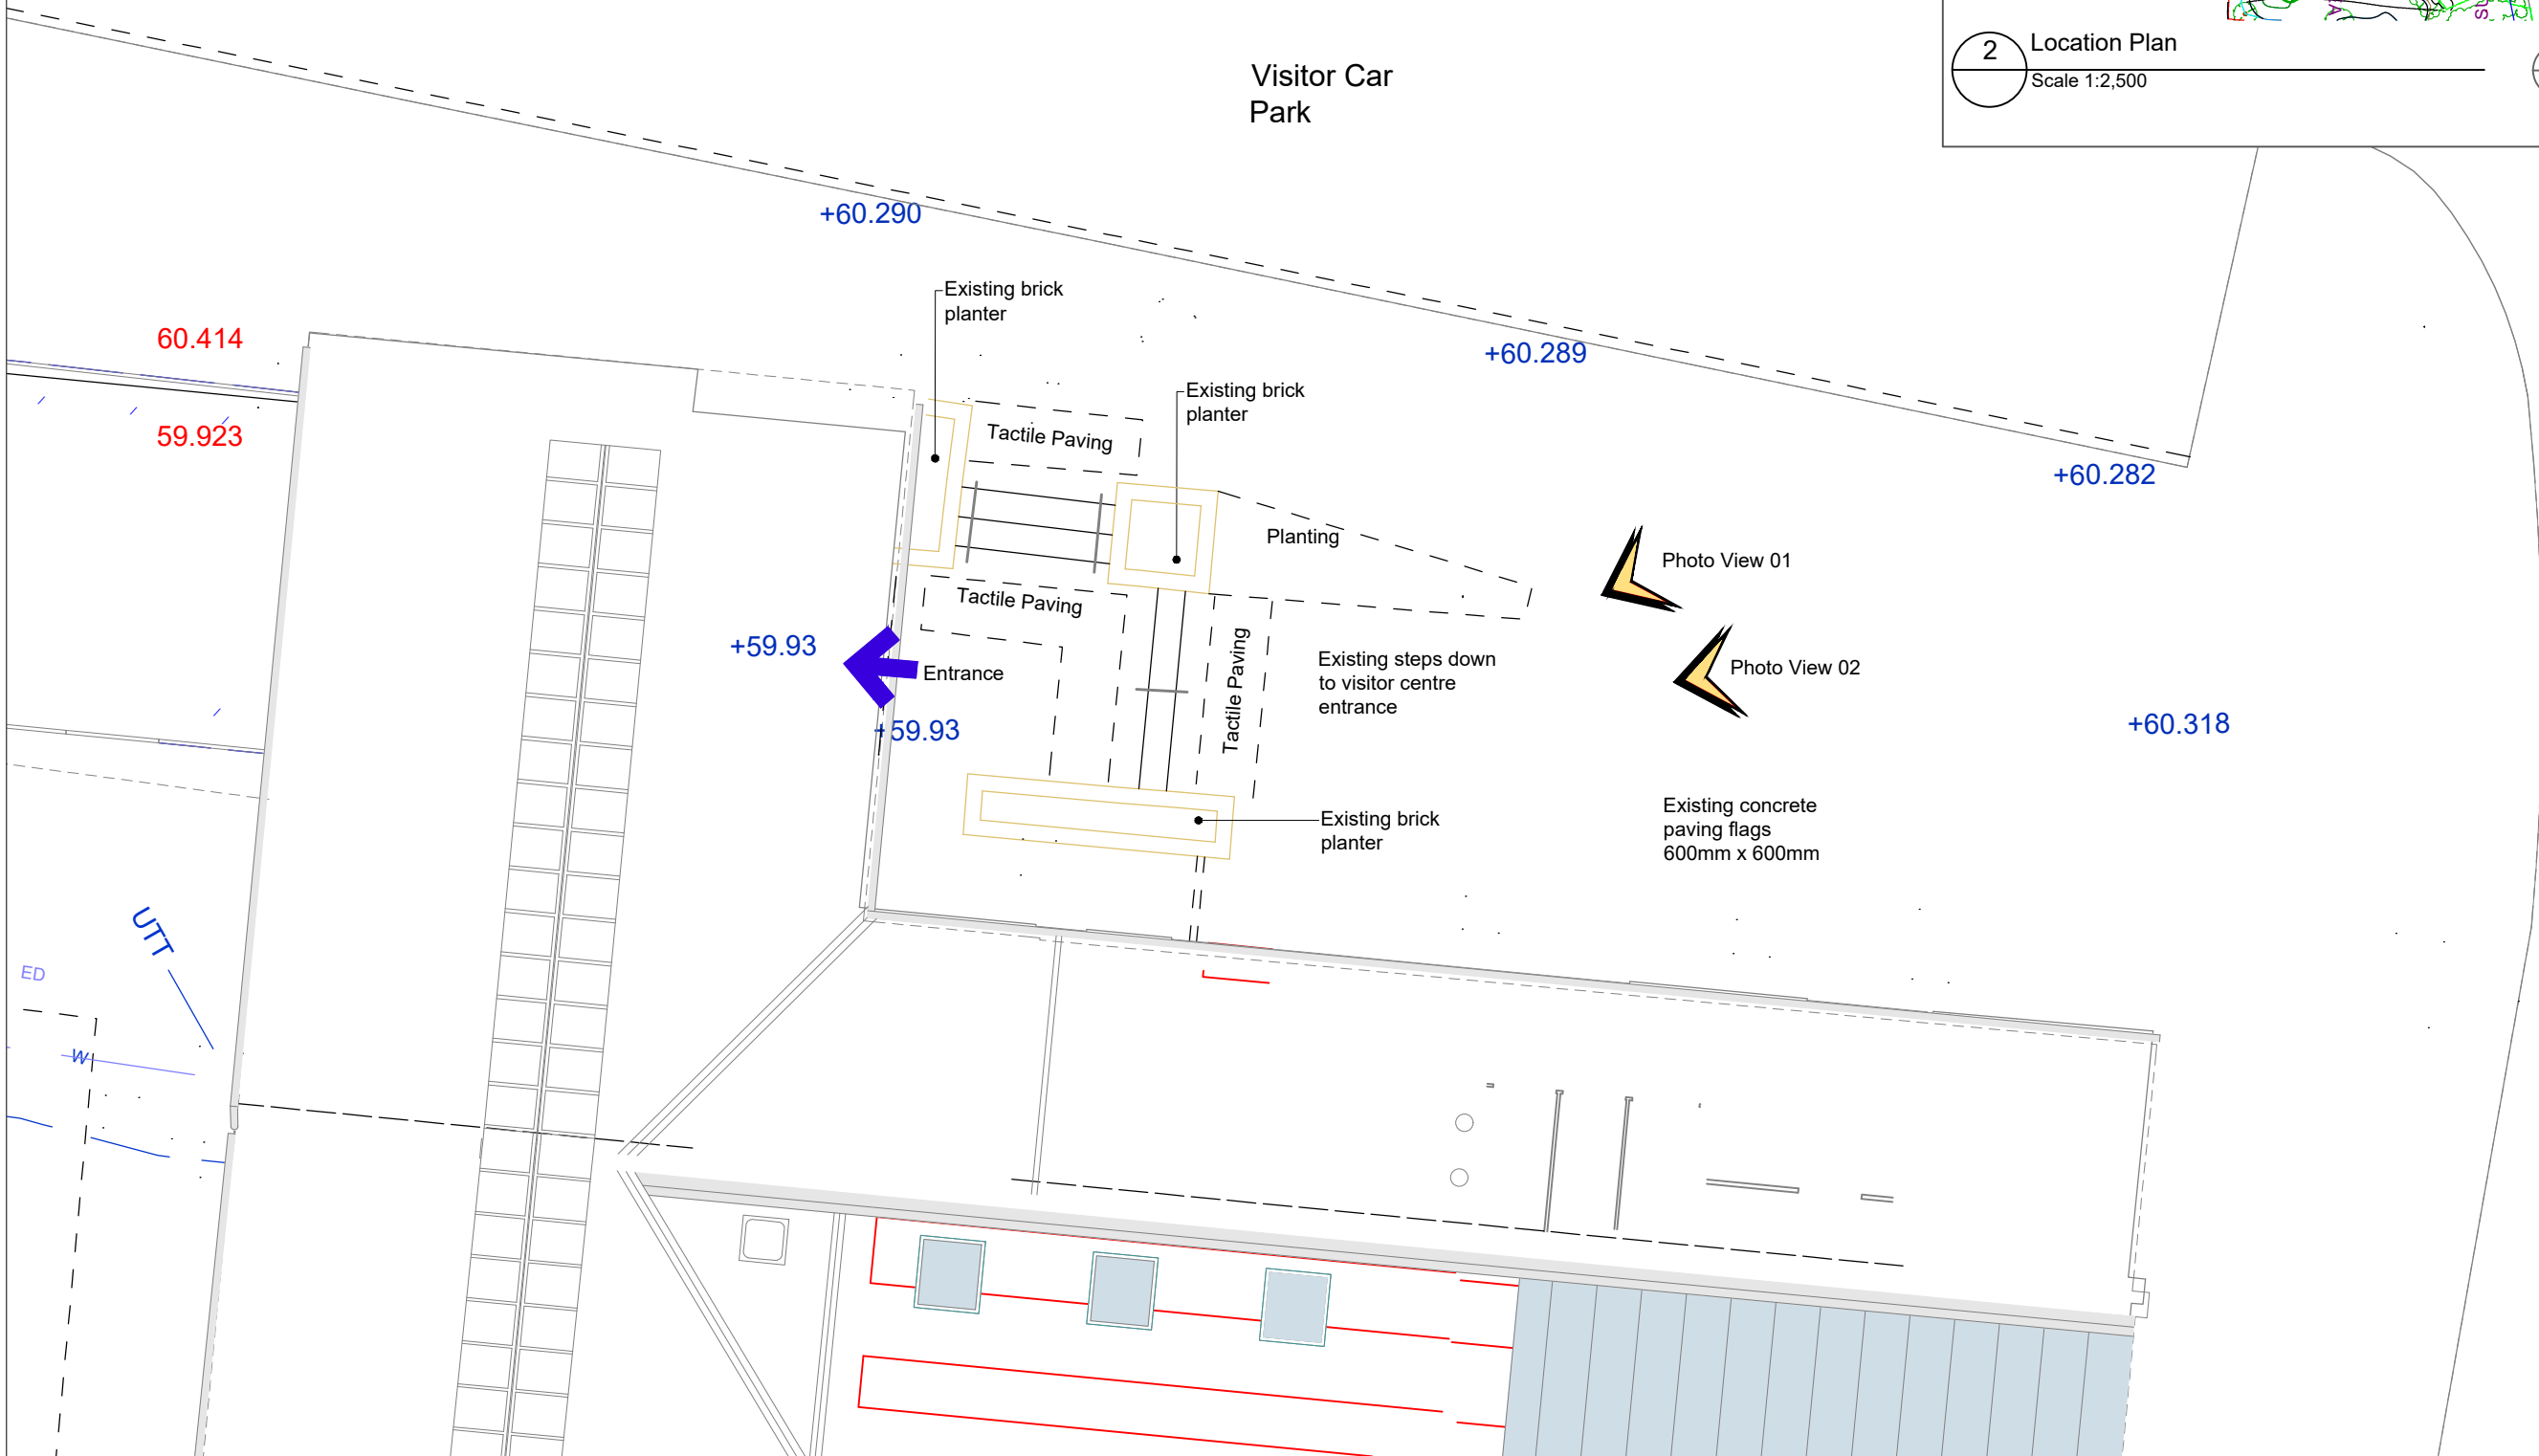 Visitor Car
Park
2
Location Plan
Scale 1:2,500
+60.290
Existing brick
planter
60.414
+60.289
Existing brick
planter
59.923
Tactile Paving
+60.282
Planting
Photo View 01
Tactile Paving
+59.93
Entrance
Tactile Paving
Existing steps down
to visitor centre
entrance
Photo View 02
+59.93
+60.318
Existing brick
planter
Existing concrete
paving flags
600mm x 600mm
UTT
ED
W